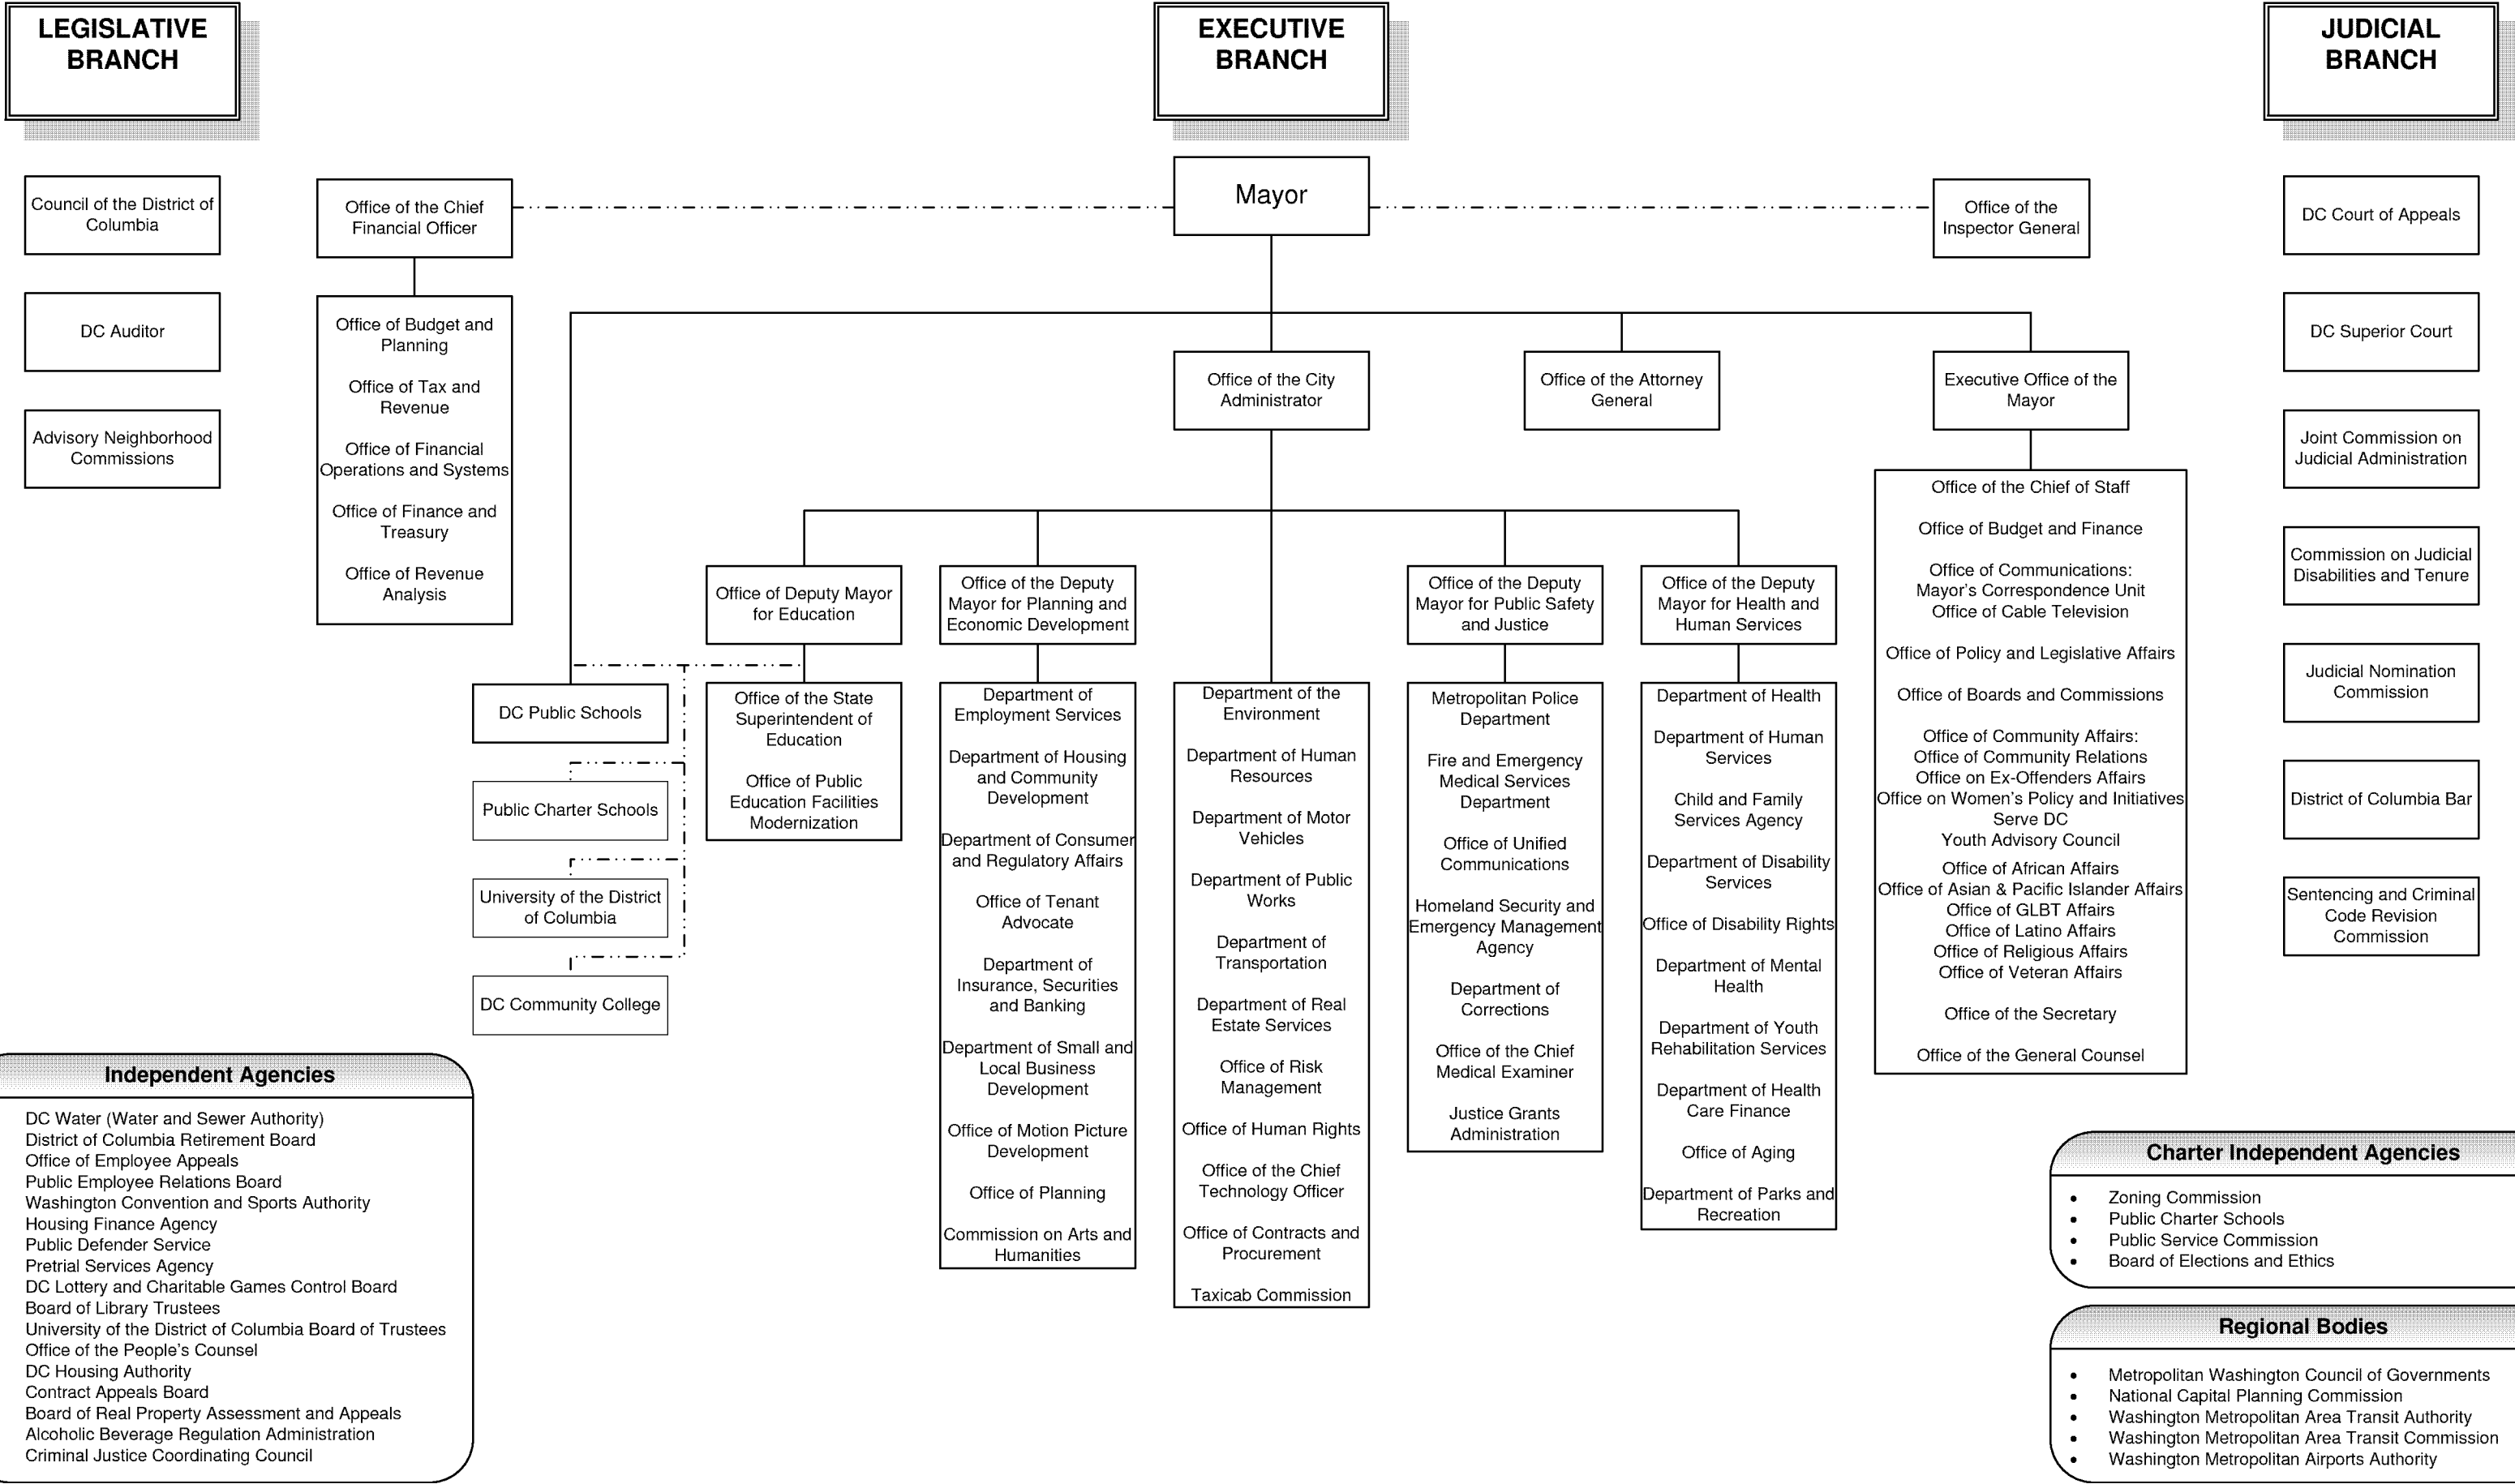 LEGISLATIVE
BRANCH
EXECUTIVE
BRANCH
JUDICIAL
BRANCH
Council of the District of
Columbia
DC Auditor
Advisory Neighborhood
Commissions
Office of the Chief
Financial Officer
Office of Budget and
Planning
Office of Tax and
Revenue
Office of Financial
Operations and Systems
Office of Finance and
Treasury
Office of Revenue
Analysis
Mayor
Office of the
Inspector General
Office of the City
Administrator
Office of the Attorney
General
Executive Office of the
Mayor
Office of Deputy Mayor
for Education
Office of the Deputy
Mayor for Planning and
Economic Development
Office of the Deputy
Mayor for Public Safety
and Justice
Office of the Deputy
Mayor for Health and
Human Services
DC Public Schools
Public Charter Schools
University of the District
of Columbia
DC Community College
Office of the State
Superintendent of
Education
Office of Public
Education Facilities
Modernization
Department of
Employment Services
Department of Housing
and Community
Development
Department of Consumer
and Regulatory Affairs
Office of Tenant
Advocate
Department of
Insurance, Securities
and Banking
Department of Small and
Local Business
Development
Office of Motion Picture
Development
Office of Planning
Commission on Arts and
Humanities
Department of the
Environment
Department of Human
Resources
Department of Motor
Vehicles
Department of Public
Works
Department of
Transportation
Department of Real
Estate Services
Office of Risk
Management
Office of Human Rights
Office of the Chief
Technology Officer
Office of Contracts and
Procurement
Taxicab Commission
Metropolitan Police
Department
Fire and Emergency
Medical Services
Department
Office of Unified
Communications
Homeland Security and
Emergency Management
Agency
Department of
Corrections
Office of the Chief
Medical Examiner
Justice Grants
Administration
Department of Health
Department of Human
Services
Child and Family
Services Agency
Department of Disability
Services
Office of Disability Rights
Department of Mental
Health
Department of Youth
Rehabilitation Services
Department of Health
Care Finance
Office of Aging
Department of Parks and
Recreation
Office of the Chief of Staff
Office of Budget and Finance
Office of Communications:
Mayor's Correspondence Unit
Office of Cable Television
Office of Policy and Legislative Affairs
Office of Boards and Commissions
Office of Community Affairs:
Office of Community Relations
Office on Ex-Offenders Affairs
Office on Women's Policy and Initiatives
Serve DC
Youth Advisory Council
Office of African Affairs
Office of Asian & Pacific Islander Affairs
Office of GLBT Affairs
Office of Latino Affairs
Office of Religious Affairs
Office of Veteran Affairs
Office of the Secretary
Office of the General Counsel
DC Court of Appeals
DC Superior Court
Joint Commission on
Judicial Administration
Commission on Judicial
Disabilities and Tenure
Judicial Nomination
Commission
District of Columbia Bar
Sentencing and Criminal
Code Revision
Commission
Independent Agencies
DC Water (Water and Sewer Authority)
District of Columbia Retirement Board
Office of Employee Appeals
Public Employee Relations Board
Washington Convention and Sports Authority
Housing Finance Agency
Public Defender Service
Pretrial Services Agency
DC Lottery and Charitable Games Control Board
Board of Library Trustees
University of the District of Columbia Board of Trustees
Office of the People's Counsel
DC Housing Authority
Contract Appeals Board
Board of Real Property Assessment and Appeals
Alcoholic Beverage Regulation Administration
Criminal Justice Coordinating Council
Charter Independent Agencies
• Zoning Commission
• Public Charter Schools
• Public Service Commission
• Board of Elections and Ethics
Regional Bodies
• Metropolitan Washington Council of Governments
• National Capital Planning Commission
• Washington Metropolitan Area Transit Authority
• Washington Metropolitan Area Transit Commission
• Washington Metropolitan Airports Authority